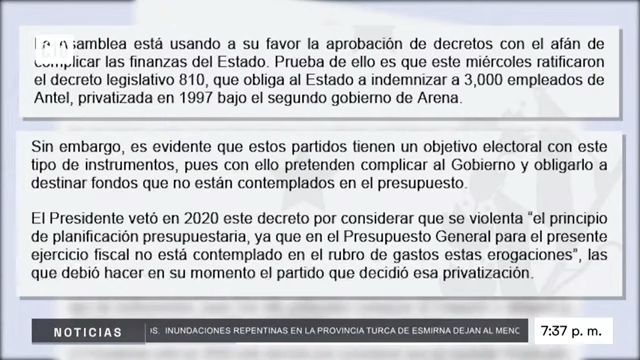 La Asamblea está usando a su favor la aprobación de decretos con el afán de
complicar las finanzas del Estado. Prueba de ello es que este miércoles ratificaron
el decreto legislativo 810, que obliga al Estado a indemnizar a 3,000 empleados de
Antel, privatizada en 1997 bajo el segundo gobierno de Arena.
Sin embargo, es evidente que estos partidos tienen un objetivo electoral con este
tipo de instrumentos, pues con ello pretenden complicar al Gobierno y obligarlo a
destinar fondos que no están contemplados en el presupuesto.
El Presidente vetó en 2020 este decreto por considerar que se violenta “el principio
de planificación presupuestaria, ya que en el Presupuesto General para el presente
ejercicio fiscal no está contemplado en el rubro de gastos estas erogaciones”, las
que debió hacer en su momento el partido que decidió esa privatización.
NOTICIAS
IS. INUNDACIONES REPENTINAS EN LA PROVINCIA TURCA DE ESMIRNA DEJAN AL MENO
7:37 p. m.